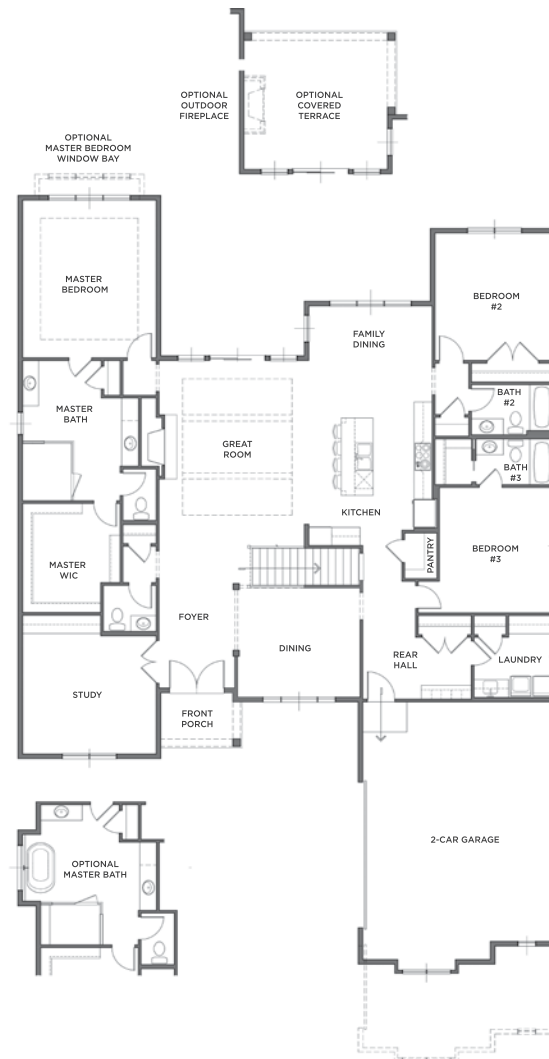 OPTIONAL
OUTDOOR
FIREPLACE
OPTIONAL
COVERED
TERRACE
OPTIONAL
MASTER BEDROOM
WINDOW BAY
MASTER
BEDROOM
BEDROOM
#2
FAMILY
DINING
BATH
#2
MASTER
BATH
GREAT
ROOM
BATH
#3
KITCHEN
PANTRY
BEDROOM
#3
MASTER
WIC
FOYER
DINING
REAR
HALL
LAUNDRY
STUDY
FRONT
PORCH
2-CAR GARAGE
OPTIONAL
MASTER BATH